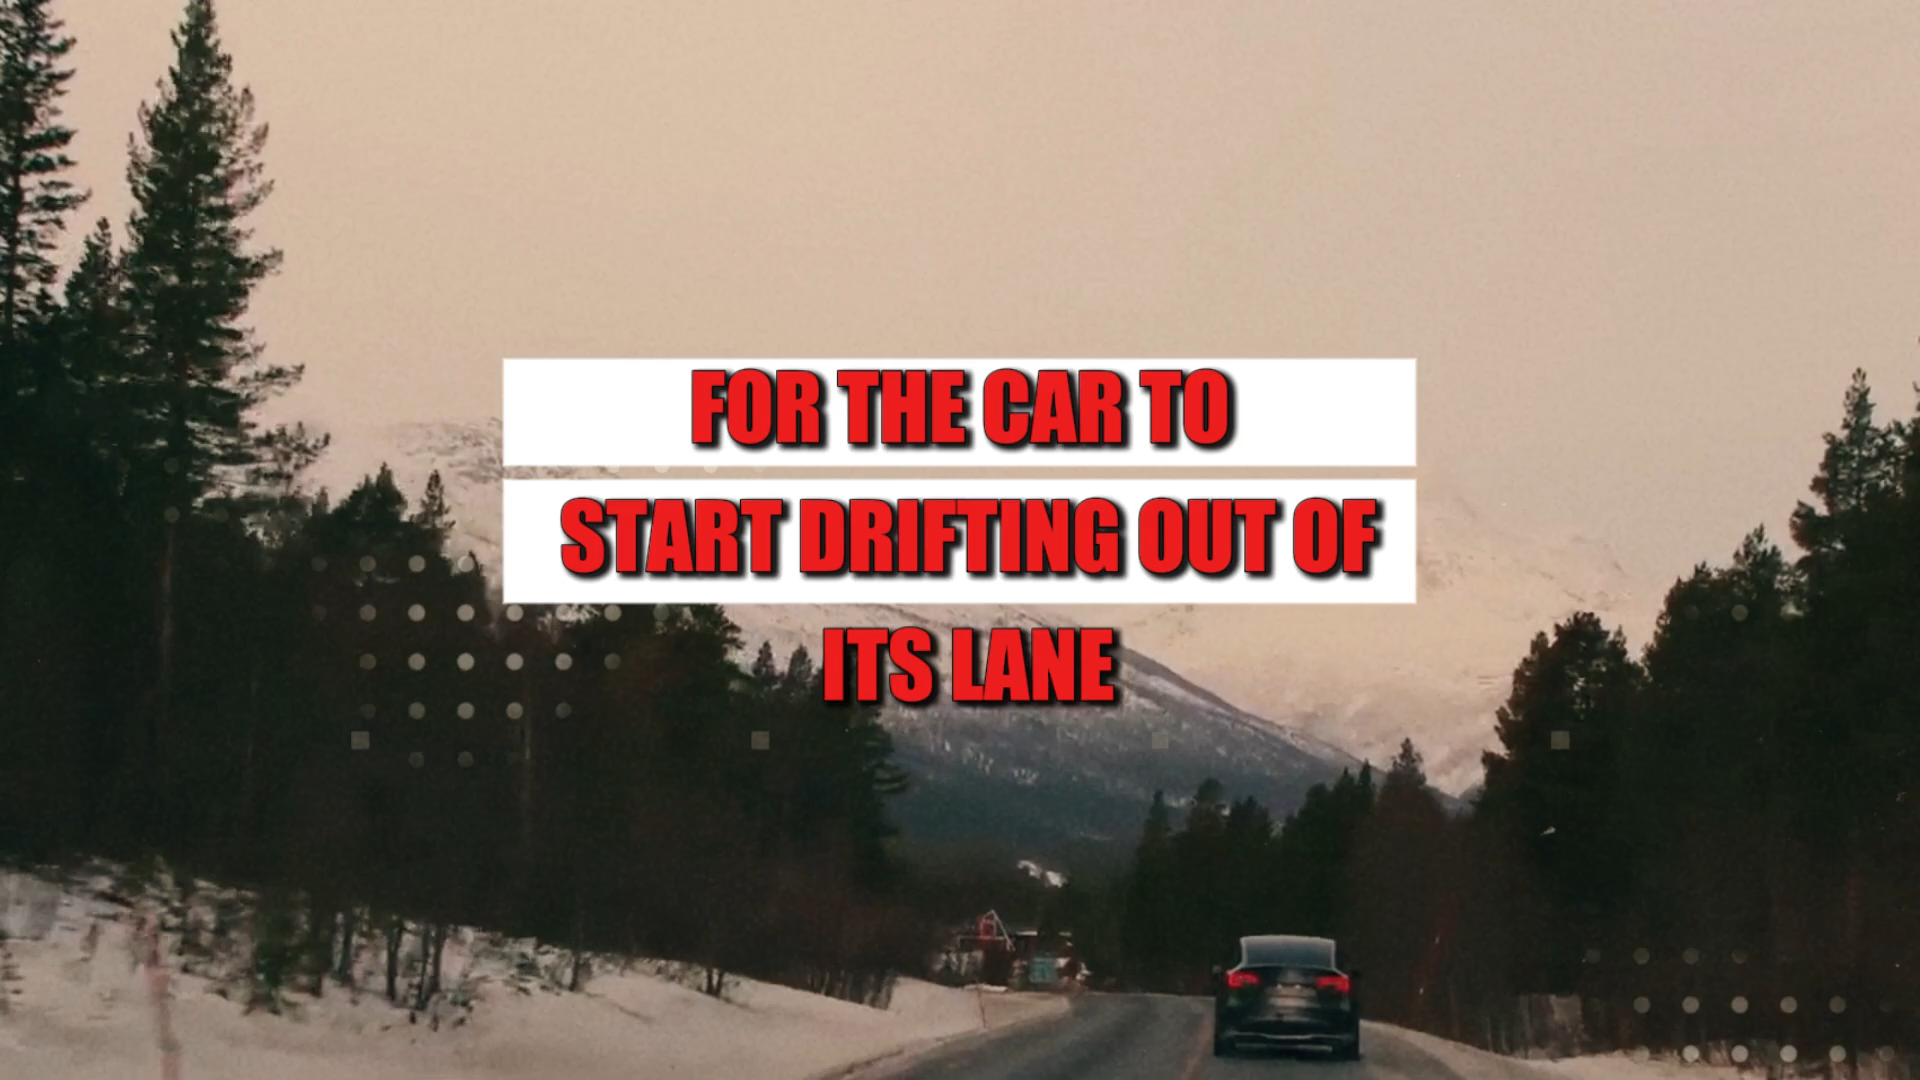 FOR THE CAR TO
START DRIFTING OUT OF
ITS LANE